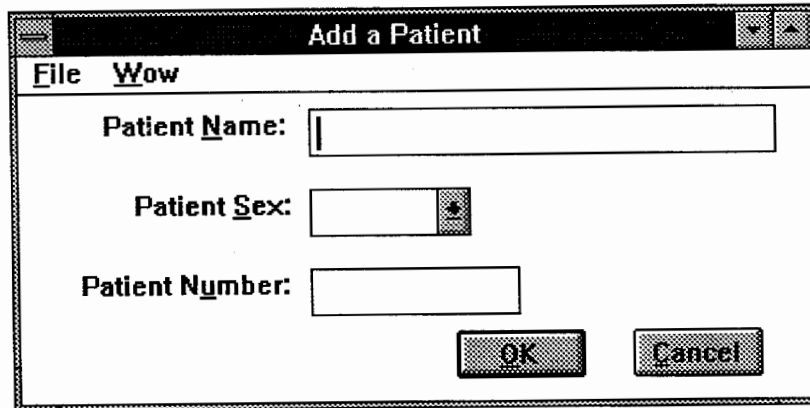 Add a Patient
File Wow
Patient Name:
Patient Sex:
Patient Number:
OK Cancel